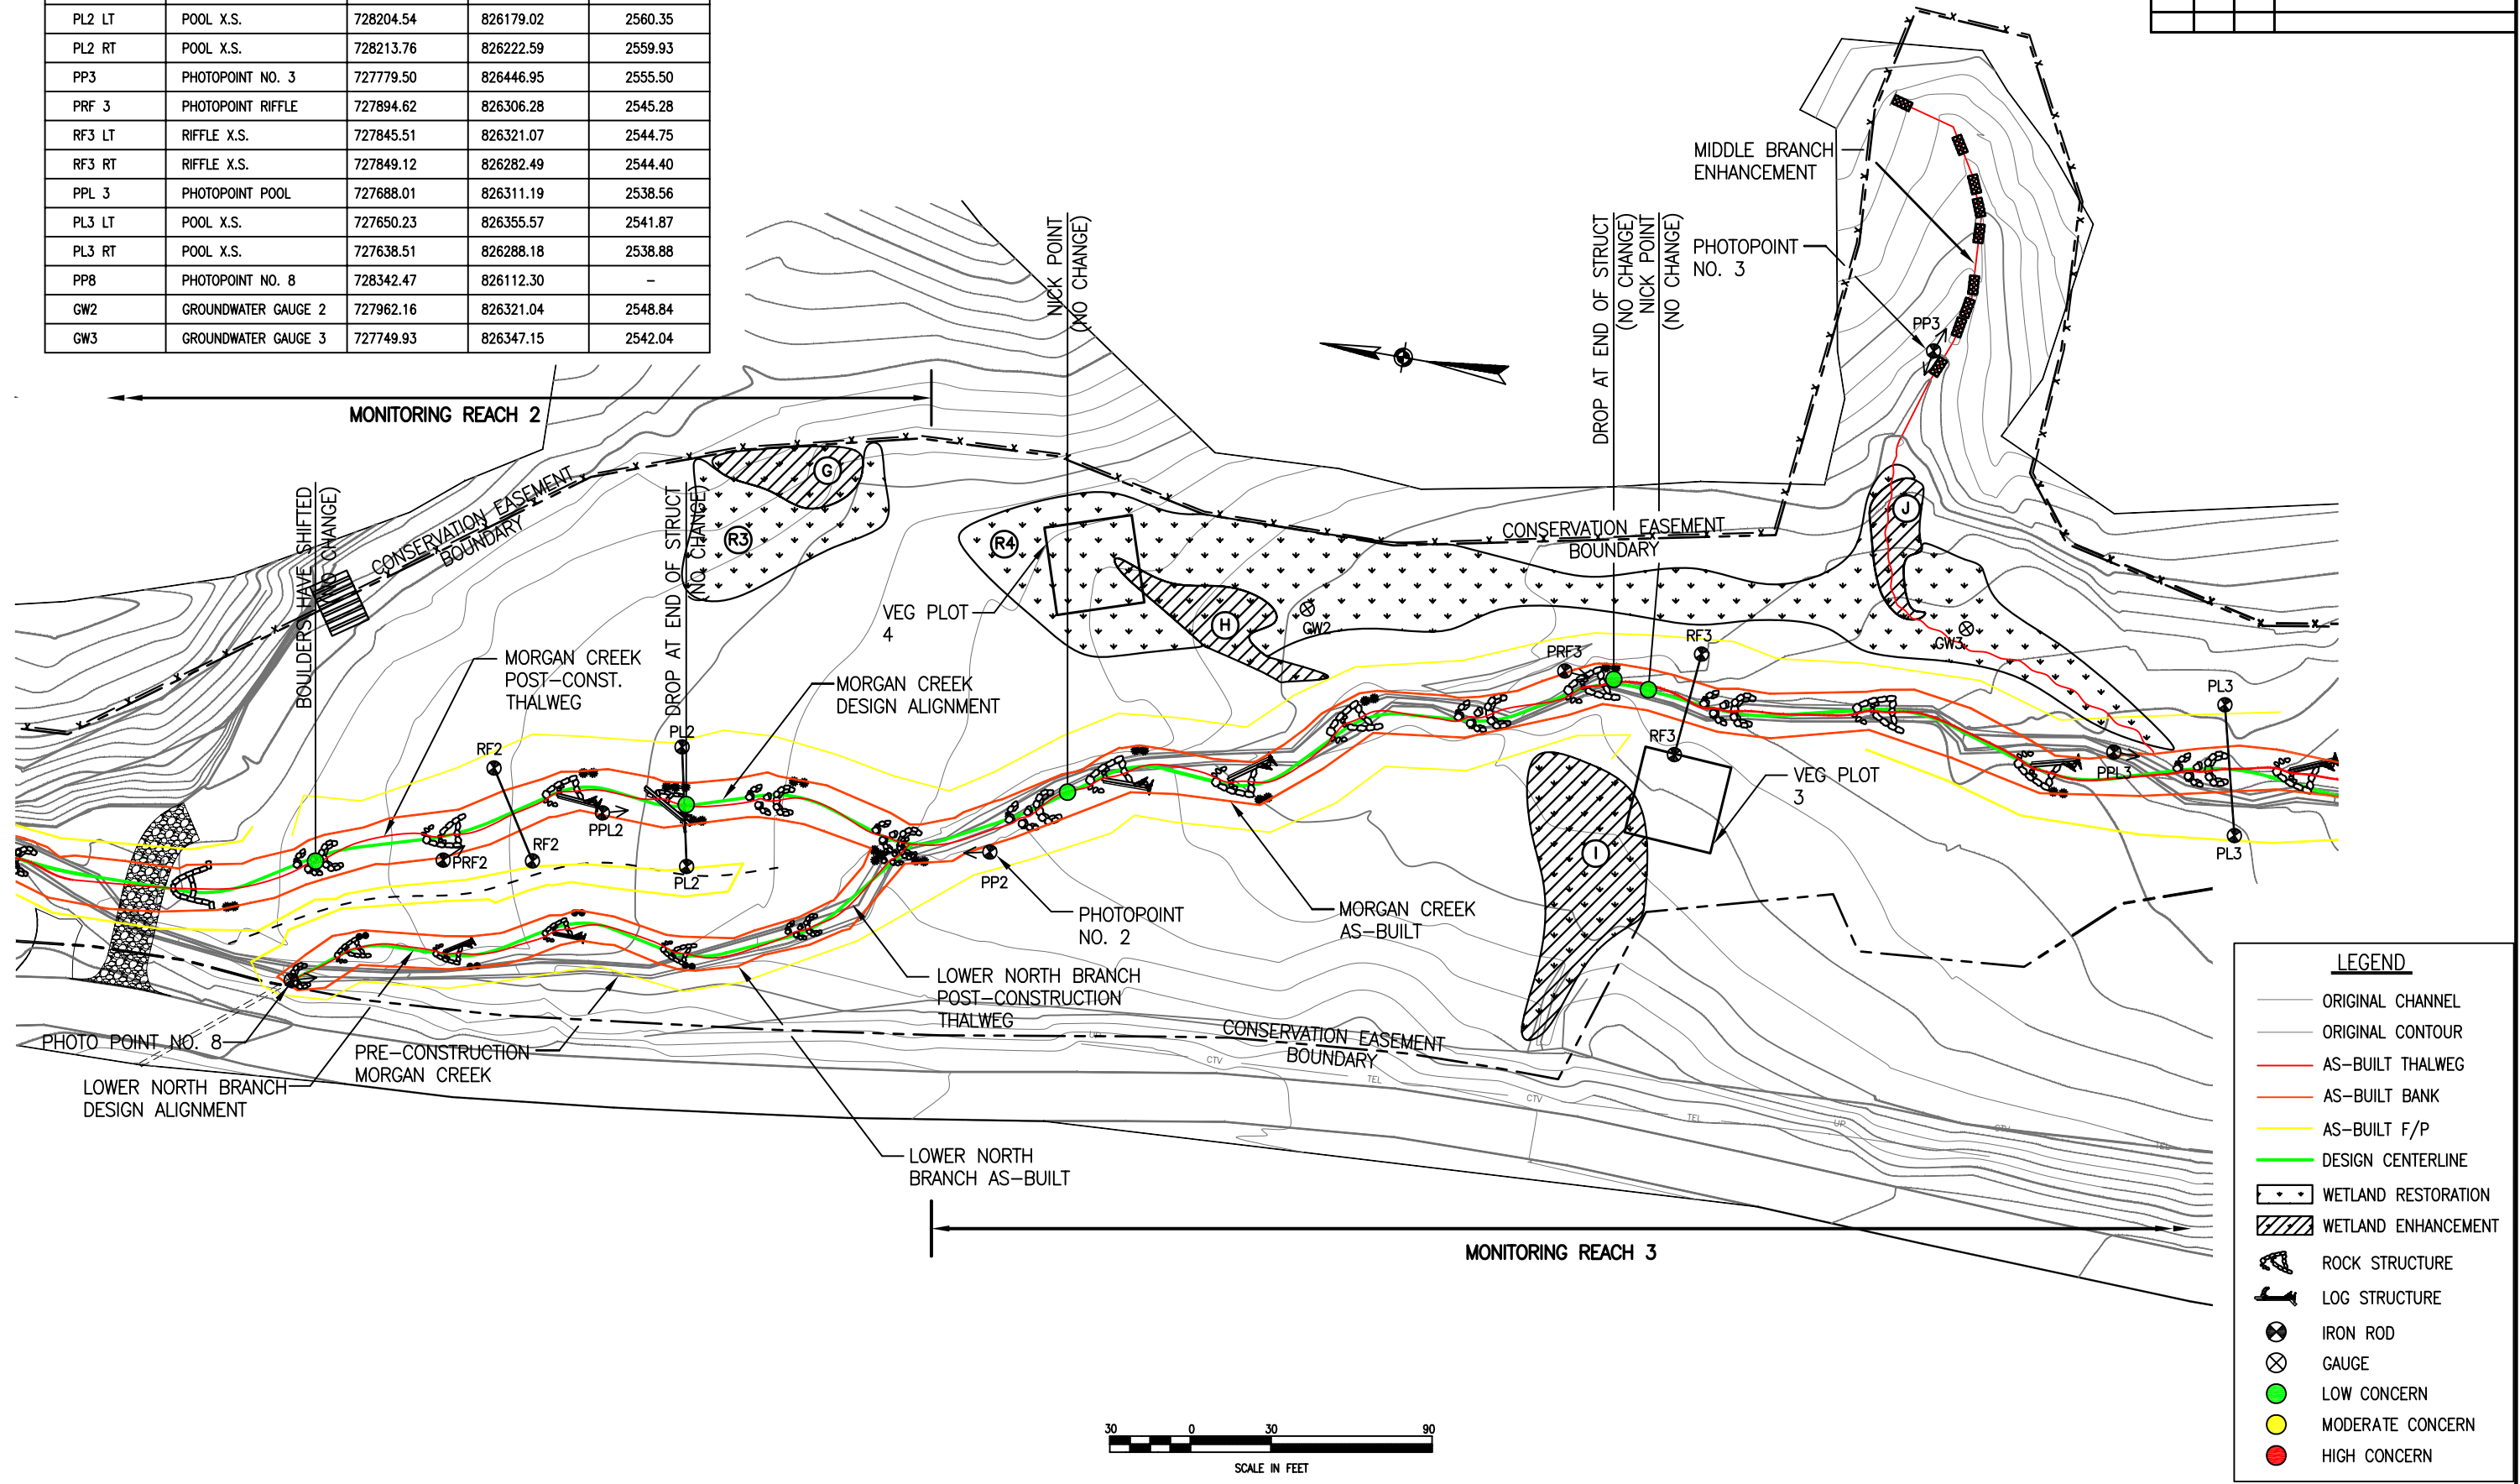 PL2 LT POOL X.S. 728204.54 826179.02 2560.35
PL2 RT POOL X.S. 728213.76 826222.59 2559.93
PP3 PHOTOPOINT NO. 3 727779.50 826446.95 2555.50
PRF 3 PHOTOPOINT RIFFLE 727894.62 826306.28 2545.28
RF3 LT RIFFLE X.S. 727845.51 826321.07 2544.75
RF3 RT RIFFLE X.S. 727849.12 826282.49 2544.40
PPL 3 PHOTOPOINT POOL 727688.01 826311.19 2538.56
PL3 LT POOL X.S. 727650.23 826355.57 2541.87
PL3 RT POOL X.S. 727638.51 826288.18 2538.88
PP8 PHOTOPOINT NO. 8 728342.47 826112.30 –
GW2 GROUNDWATER GAUGE 2 727962.16 826321.04 2548.84
GW3 GROUNDWATER GAUGE 3 727749.93 826347.15 2542.04
MONITORING REACH 2
MIDDLE BRANCH
ENHANCEMENT
PHOTOPOINT
NO. 3
PP3
NICK POINT
(NO CHANGE)
DROP AT END OF STRUCT
(NO CHANGE)
NICK POINT
(NO CHANGE)
BOULDERS HAVE SHIFTED
(NO CHANGE)
DROP AT END OF STRUCT
(NO CHANGE)
CONSERVATION EASEMENT
BOUNDARY
G
R3
R4
VEG PLOT
4
H
GW2
CONSERVATION EASEMENT
BOUNDARY
J
GW3
MORGAN CREEK
POST-CONST.
THALWEG
MORGAN CREEK
DESIGN ALIGNMENT
RF2
PL2
PRF3
RF3
RF3
PL3
PPL3
VEG PLOT
3
PPL2
PRF2
RF2
PL2
PP2
PL3
I
PHOTOPOINT
NO. 2
MORGAN CREEK
AS-BUILT
LOWER NORTH BRANCH
POST-CONSTRUCTION
THALWEG
PHOTO POINT NO. 8
PRE-CONSTRUCTION
MORGAN CREEK
LOWER NORTH BRANCH
DESIGN ALIGNMENT
CONSERVATION EASEMENT
BOUNDARY
UP
CTV
TEL
CTV
TEL
UP
CTV
TEL
LOWER NORTH
BRANCH AS-BUILT
MONITORING REACH 3
LEGEND
ORIGINAL CHANNEL
ORIGINAL CONTOUR
AS-BUILT THALWEG
AS-BUILT BANK
AS-BUILT F/P
DESIGN CENTERLINE
WETLAND RESTORATION
WETLAND ENHANCEMENT
ROCK STRUCTURE
LOG STRUCTURE
IRON ROD
GAUGE
LOW CONCERN
MODERATE CONCERN
HIGH CONCERN
30 0 30 90
SCALE IN FEET